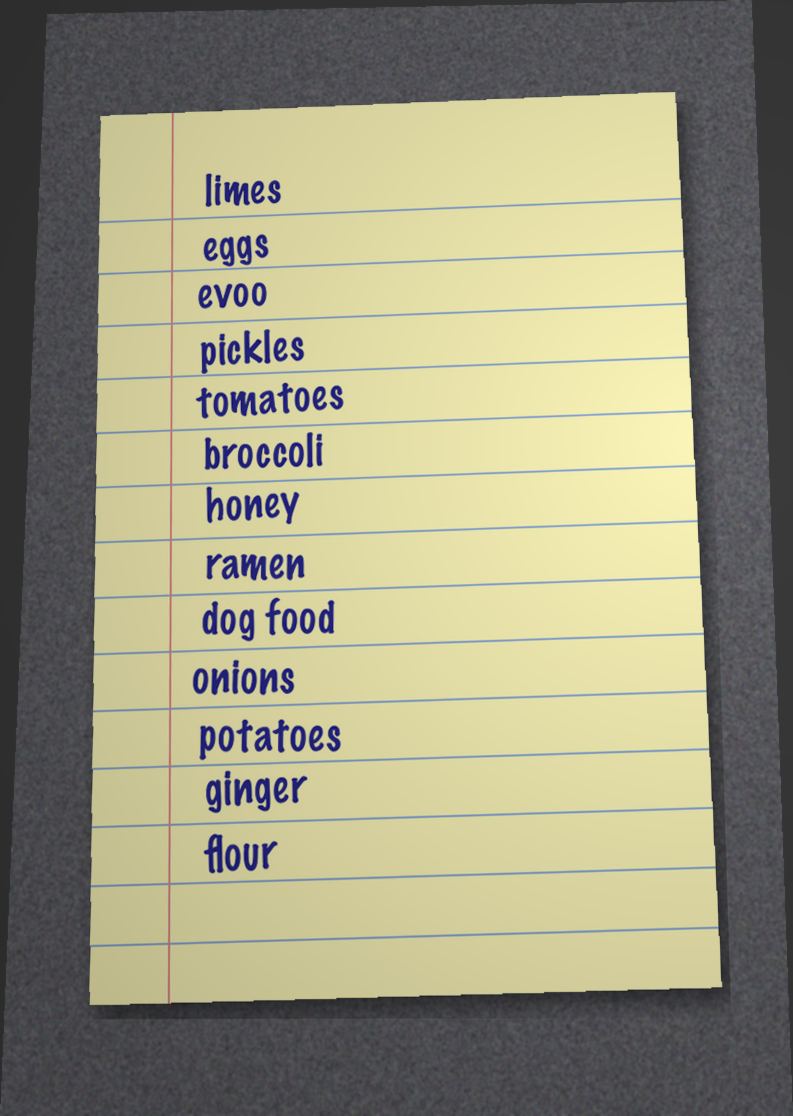 limes
eggs
evoo
pickles
tomatoes
broccoli
honey
ramen
dog food
onions
potatoes
ginger
flour